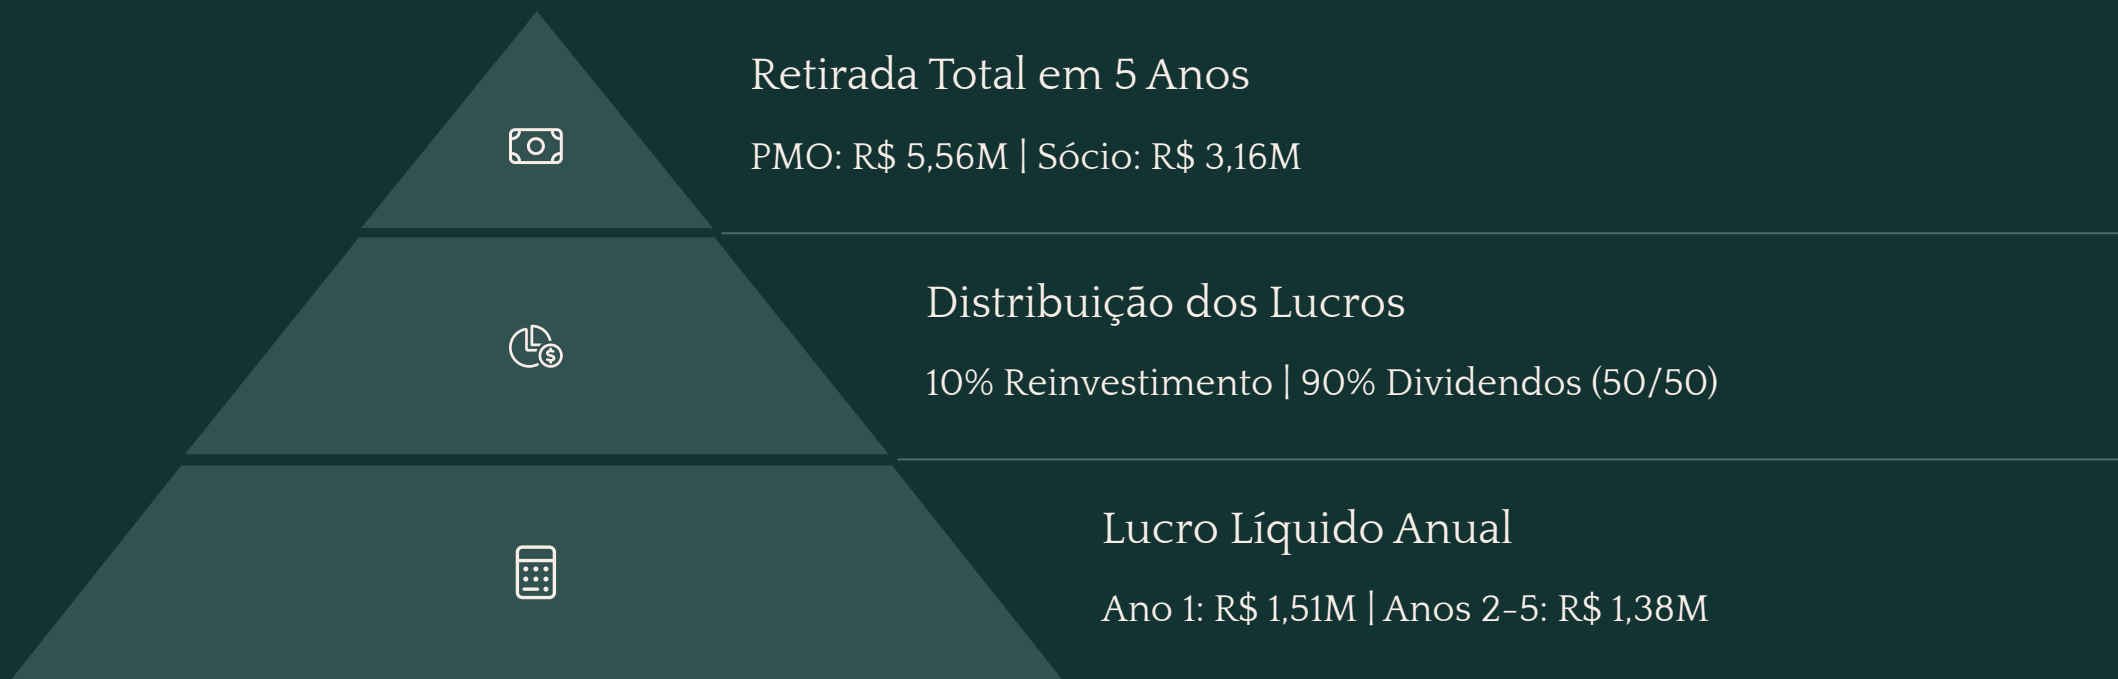 Retirada Total em 5 Anos
PMO: R$ 5,56M | Sócio: R$ 3,16M
Distribuição dos Lucros
10% Reinvestimento | 90% Dividendos (50/50)
Lucro Líquido Anual
Ano 1: R$ 1,51M | Anos 2–5: R$ 1,38M